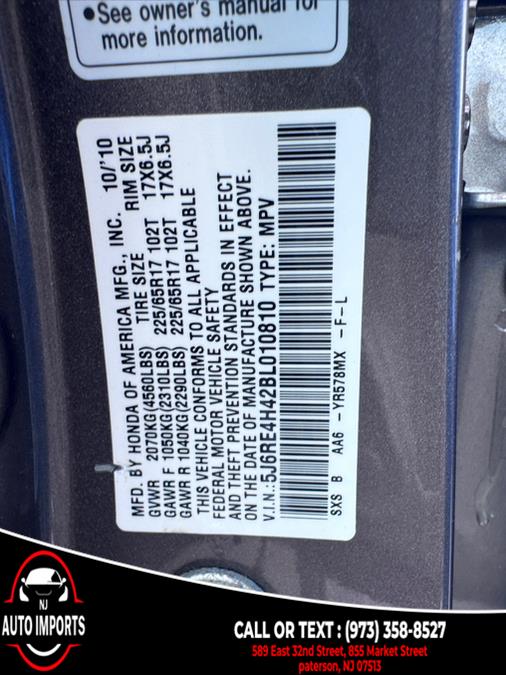 •See owner's manual for
more information.
MFD. BY HONDA OF AMERICA MFG., INC. 10/'10
TIRE SIZE RIM SIZE
GVWR 2070KG(4560LBS)
GAWR F 1050KG(2310LBS) 225/65R17 102T 17X6.5J
GAWR R 1040KG(2290LBS) 225/65R17 102T 17X6.5J
THIS VEHICLE CONFORMS TO ALL APPLICABLE
FEDERAL MOTOR VEHICLE SAFETY
AND THEFT PREVENTION STANDARDS IN EFFECT
ON THE DATE OF MANUFACTURE SHOWN ABOVE.
V.I.N.:5J6RE4H42BL010810 TYPE: MPV
SXS B AA6 -YR578MX -F-L
NJ
AUTO IMPORTS
CALL OR TEXT : (973) 358-8527
589 East 32nd Street, 855 Market Street
paterson, NJ 07513